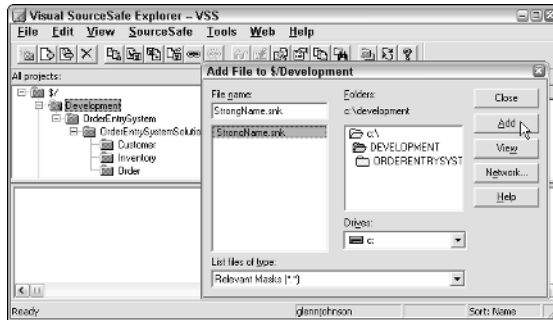 Visual SourceSafe Explorer – VSS
File Edit View SourceSafe Tools Web Help
All projects:
$/
Development
OrderEntrySystem
OrderEntrySystemSolutio
Customer
Inventory
Order
Add File to $/Development
File name:
StrongName.snk
StrongName.snk
Folders:
c:\development
c:\
DEVELOPMENT
ORDERENTRYSYST
Drives:
c:
List files of type:
Relevant Masks (*.*)
Close
Add
View
Network...
Help
Ready
glennjohnson
Sort: Name